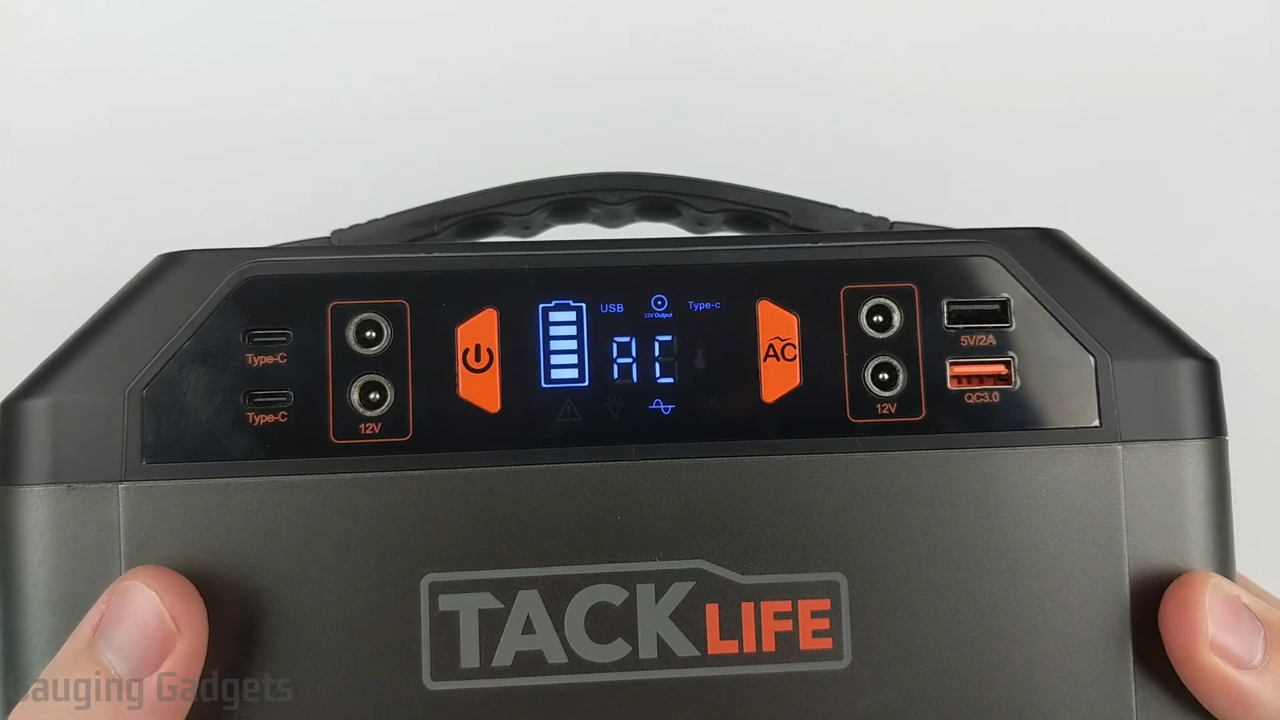 USB
12V Output
Type-c
AC
Type-C
Type-C
12V
AC
12V
5V/2A
QC3.0
TACKLIFE
Gauging Gadgets